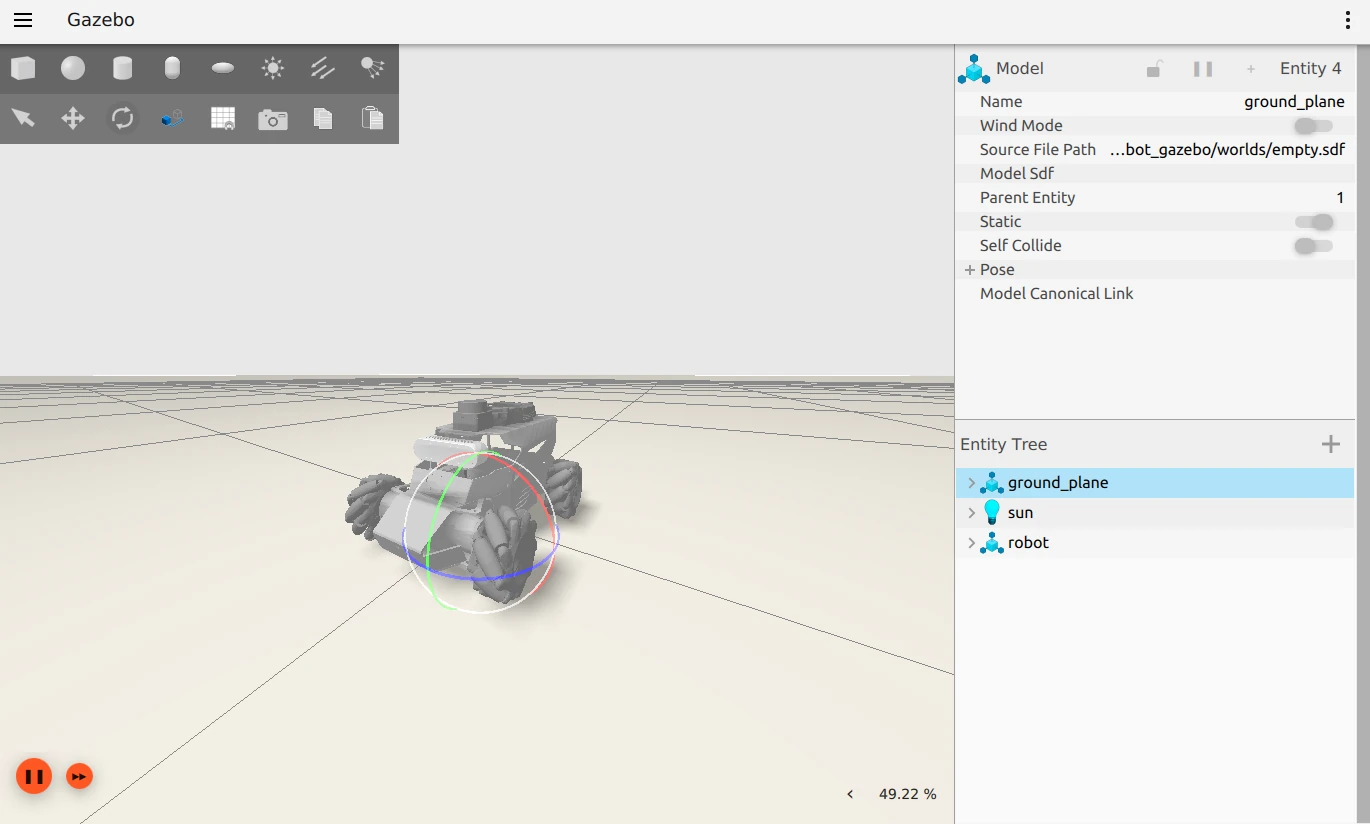 Gazebo
Model Entity 4
Name ground_plane
Wind Mode
Source File Path ...bot_gazebo/worlds/empty.sdf
Model Sdf
Parent Entity 1
Static
Self Collide
Pose
Model Canonical Link
Entity Tree
ground_plane
sun
robot
49.22 %